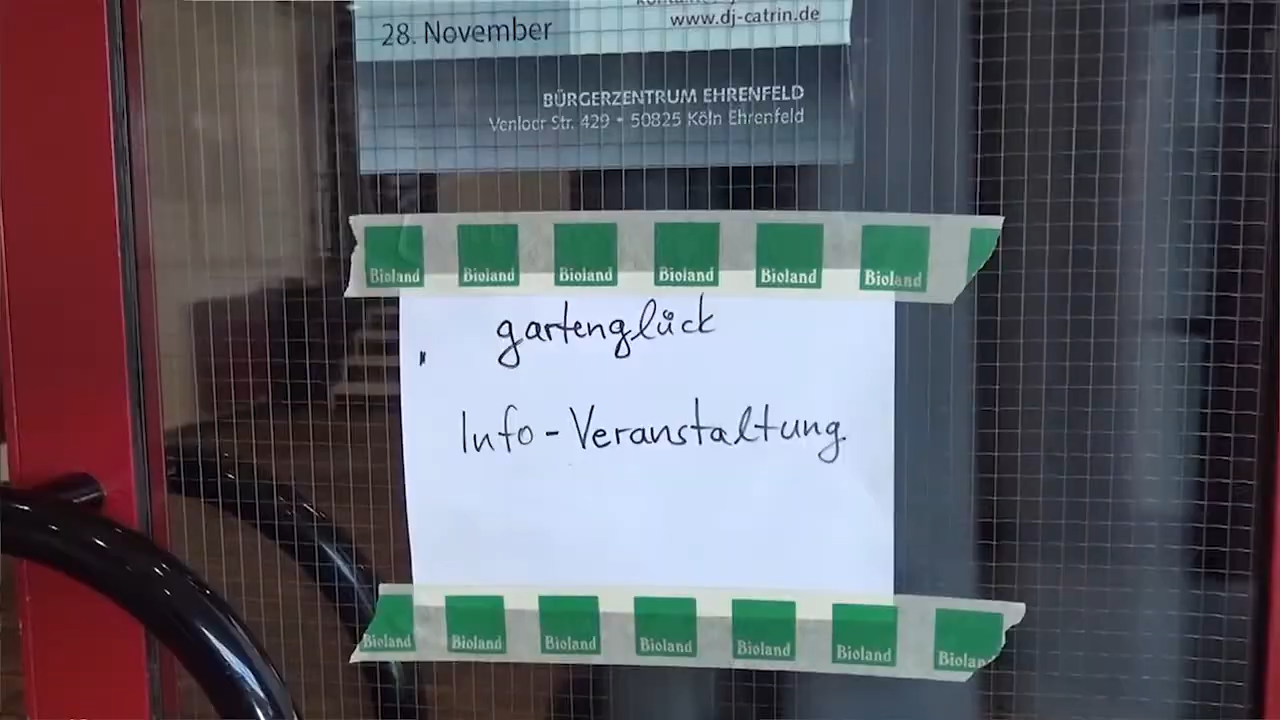 www.dj-catrin.de
28. November
BÜRGERZENTRUM EHRENFELD
Venloer Str. 429 • 50825 Köln Ehrenfeld
Bioland Bioland Bioland Bioland Bioland Bioland
gartenglück
Info-Veranstaltung
Bioland Bioland Bioland Bioland Bioland Bioland Biolan